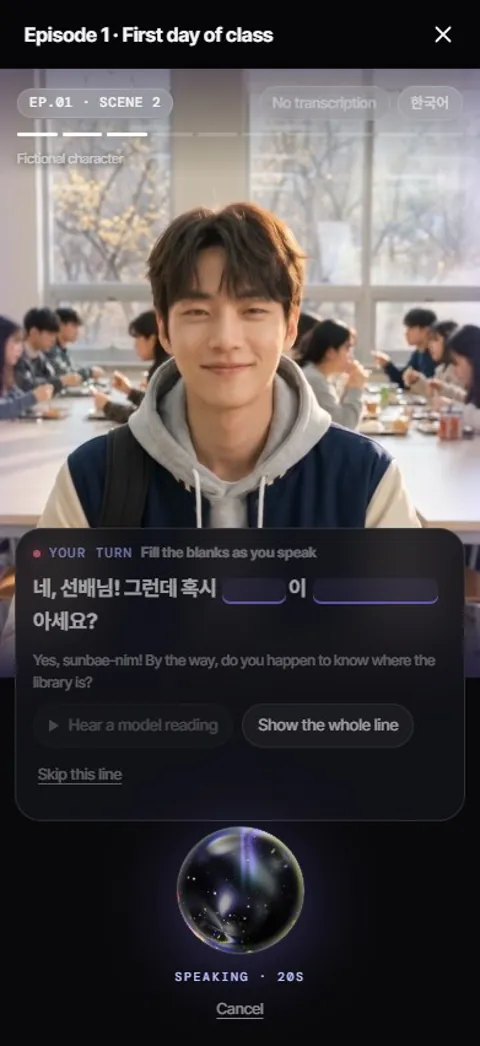 Episode 1 · First day of class
EP.01 · SCENE 2
No transcription
한국어
Fictional character
YOUR TURN Fill the blanks as you speak
네, 선배님! 그런데 혹시 이
아세요?
Yes, sunbae-nim! By the way, do you happen to know where the
library is?
Hear a model reading
Show the whole line
Skip this line
SPEAKING · 20S
Cancel